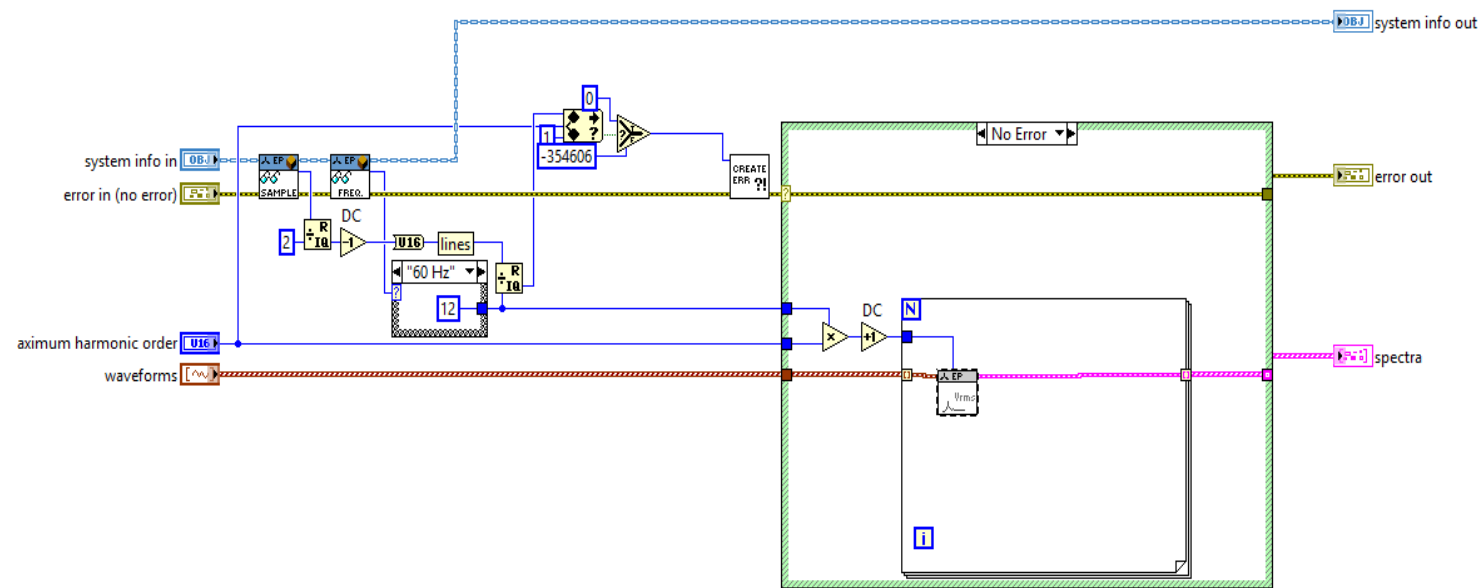 OBJ
system info out
0
No Error
?
1
-354606
system info in
OBJ
EP
EP
CREATE
ERR ?!
error in (no error)
SAMPLE
FREQ.
?
error out
DC
2
R
IQ
-1
U16
lines
"60 Hz"
R
IQ
?
12
DC
N
aximum harmonic order
U16
x
+1
spectra
waveforms
EP
Vrms
i